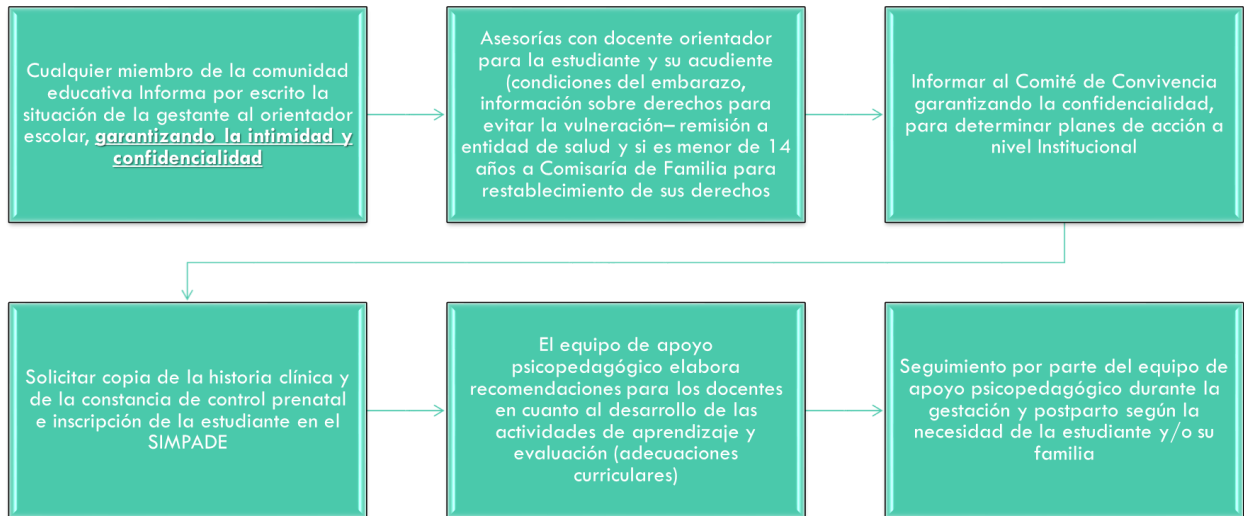 Cualquier miembro de la comunidad
educativa Informa por escrito la
situación de la gestante al orientador
escolar, garantizando la intimidad y
confidencialidad
Asesorías con docente orientador
para la estudiante y su acudiente
(condiciones del embarazo,
información sobre derechos para
evitar la vulneración– remisión a
entidad de salud y si es menor de 14
años a Comisaría de Familia para
restablecimiento de sus derechos
Informar al Comité de Convivencia
garantizando la confidencialidad,
para determinar planes de acción a
nivel Institucional
Solicitar copia de la historia clínica y
de la constancia de control prenatal
e inscripción de la estudiante en el
SIMPADE
El equipo de apoyo
psicopedagógico elabora
recomendaciones para los docentes
en cuanto al desarrollo de las
actividades de aprendizaje y
evaluación (adecuaciones
curriculares)
Seguimiento por parte del equipo de
apoyo psicopedagógico durante la
gestación y postparto según la
necesidad de la estudiante y/o su
familia